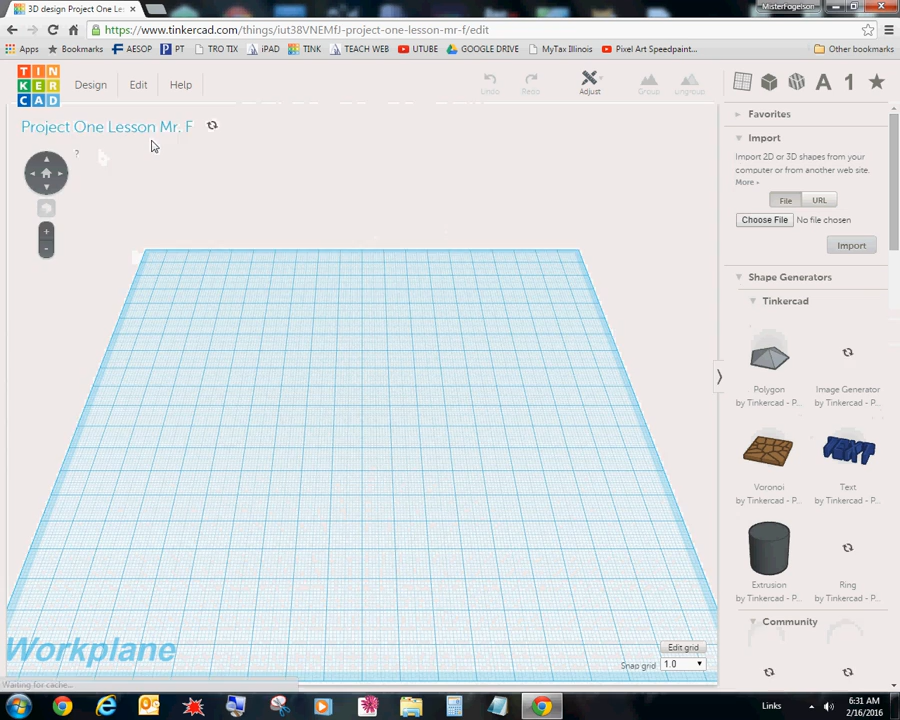 3D design Project One Les
MisterFogelson
https://www.tinkercad.com/things/iut38VNEMfJ-project-one-lesson-mr-f/edit
Apps
Bookmarks
AESOP
PT
TRO TIX
iPAD
TINK
TEACH WEB
UTUBE
GOOGLE DRIVE
MyTax Illinois
Pixel Art Speedpaint...
Other bookmarks
TIN
KER
CAD
Design
Edit
Help
Undo
Redo
Adjust
Group
Ungroup
A
1
Project One Lesson Mr. F
?
+
-
Favorites
Import
Import 2D or 3D shapes from your
computer or from another web site.
More
File
URL
Choose File No file chosen
Import
Shape Generators
Tinkercad
Polygon
by Tinkercad - P...
Image Generator
by Tinkercad - P...
Voronoi
by Tinkercad - P...
TEXT
Text
by Tinkercad - P...
Extrusion
by Tinkercad - P...
Ring
by Tinkercad - P...
Community
Workplane
Edit grid
Snap grid 1.0
Waiting for cache...
Links
6:31 AM
2/16/2016